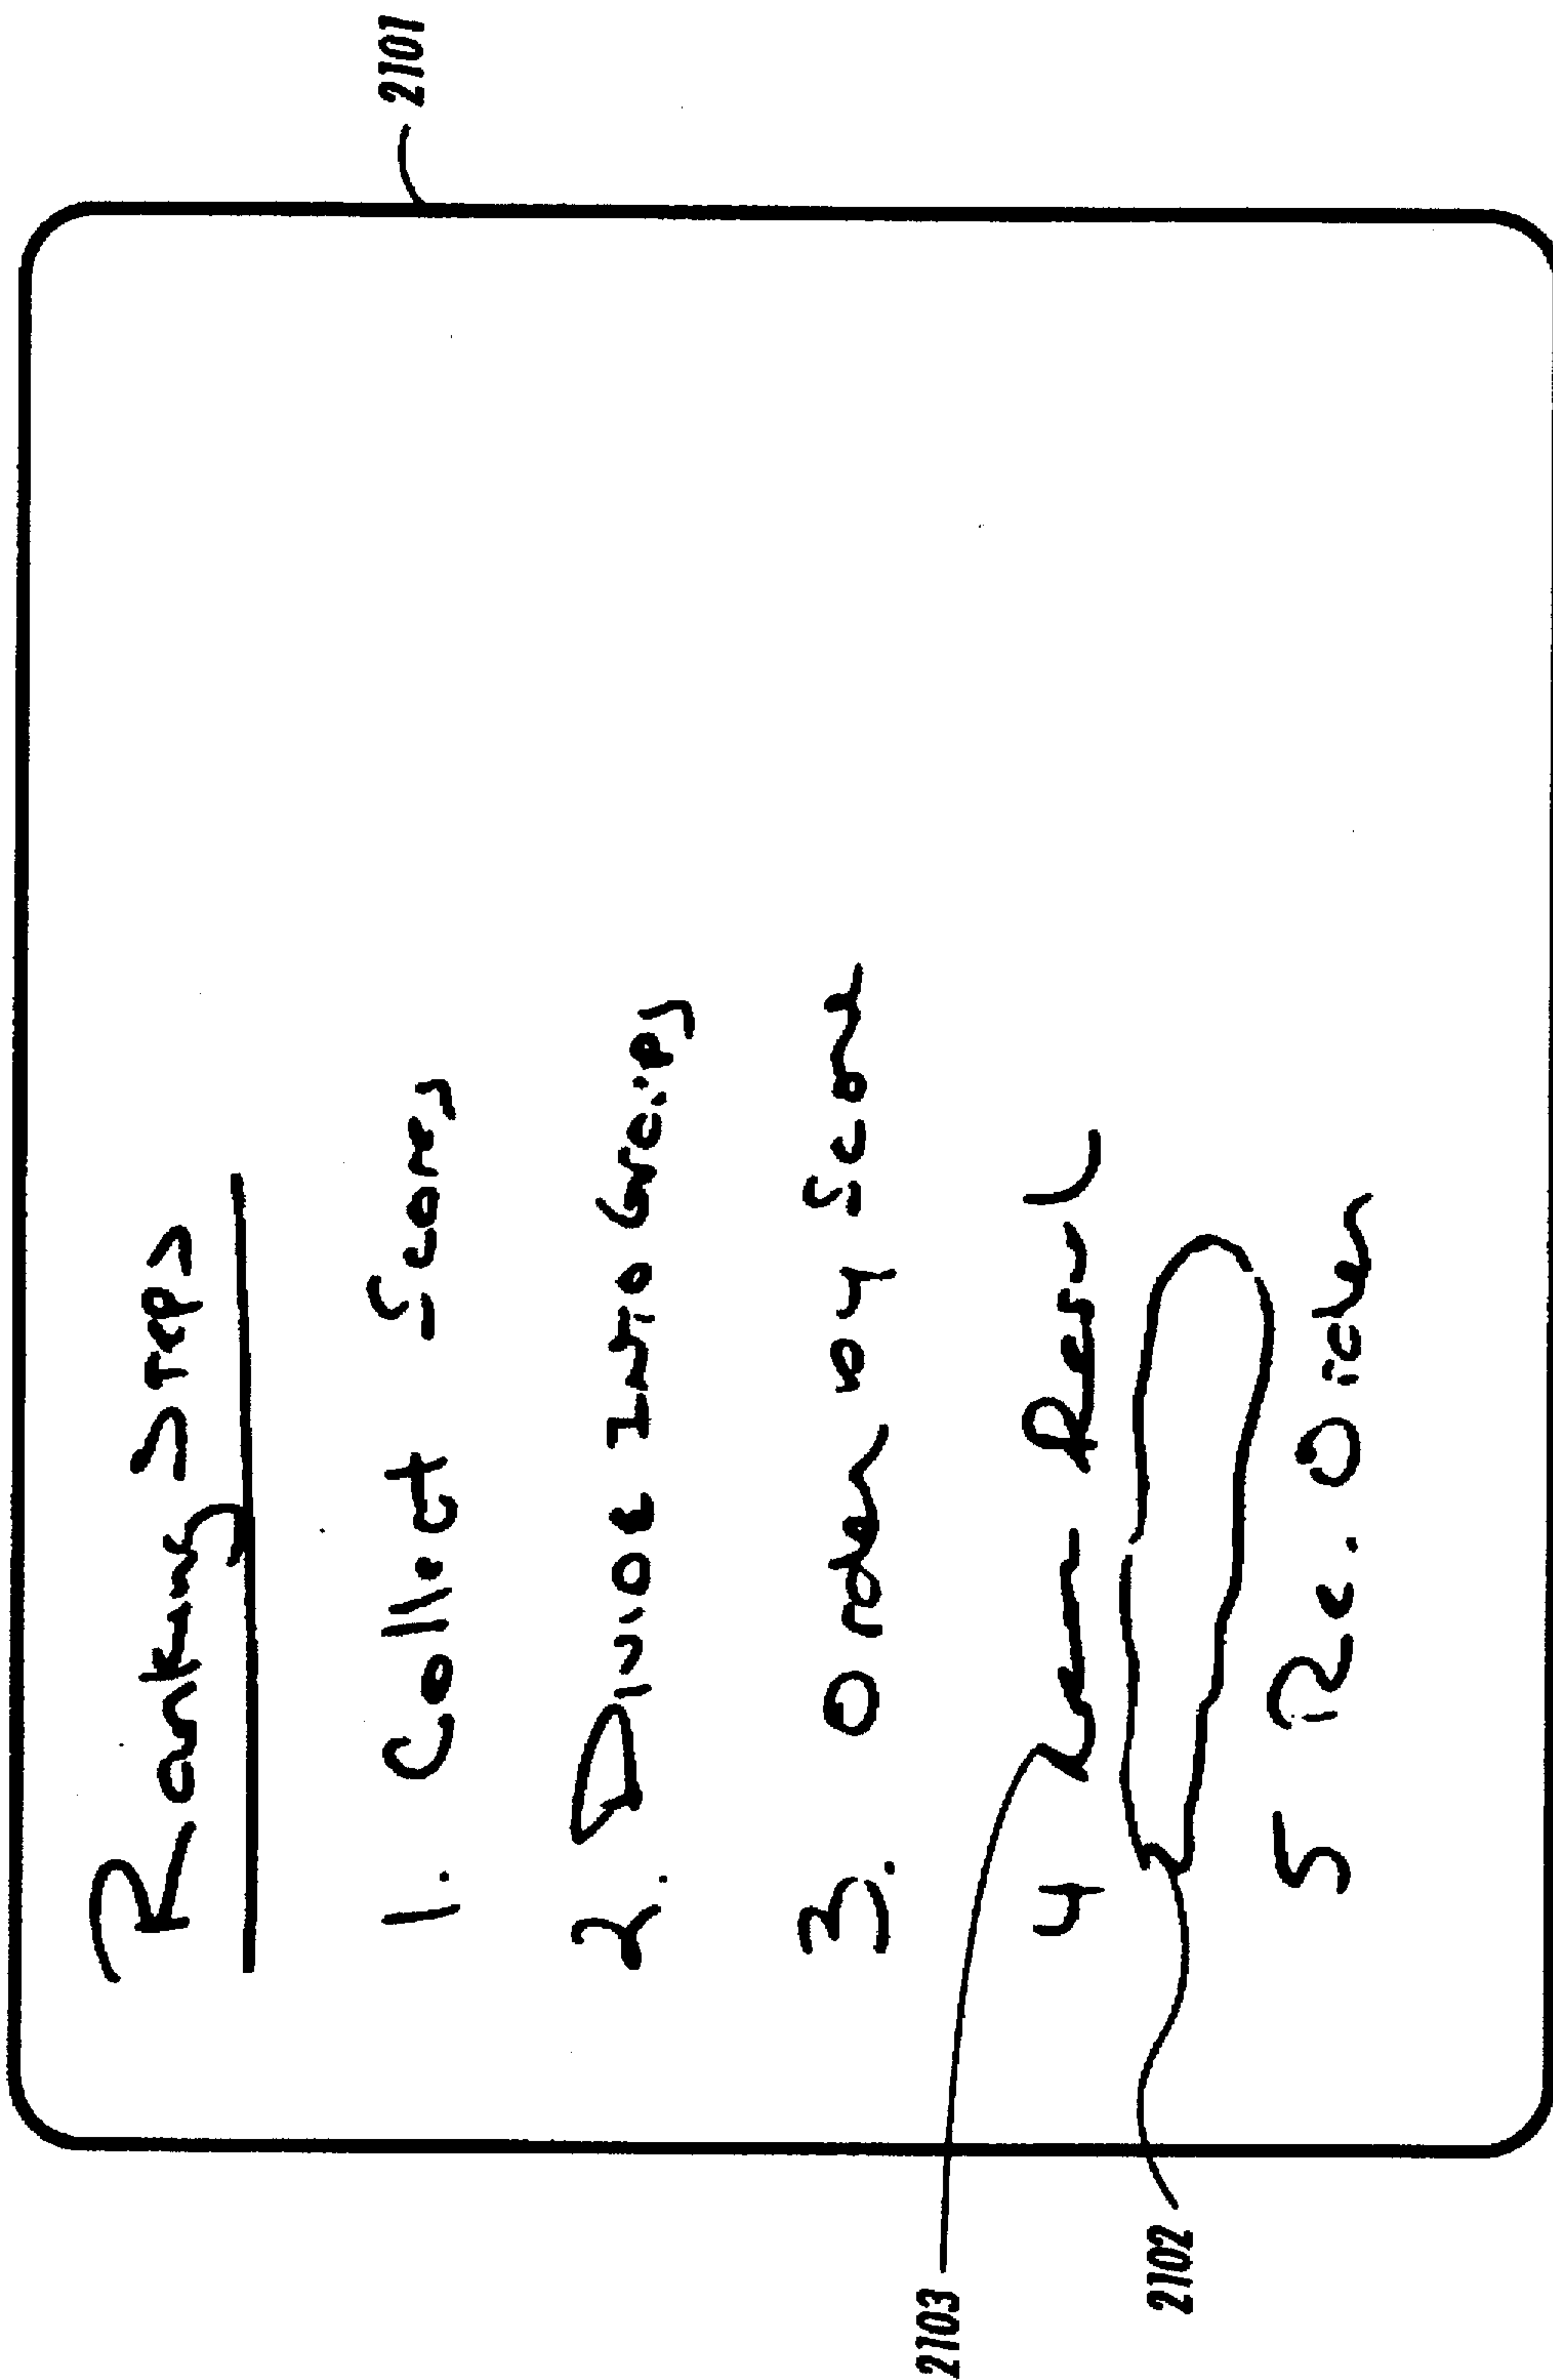 2101
Ranking Steps
1. Collect Scores
2. Divide Into Groups
3. Order by Score
4
5 Re. Order
2103
2102